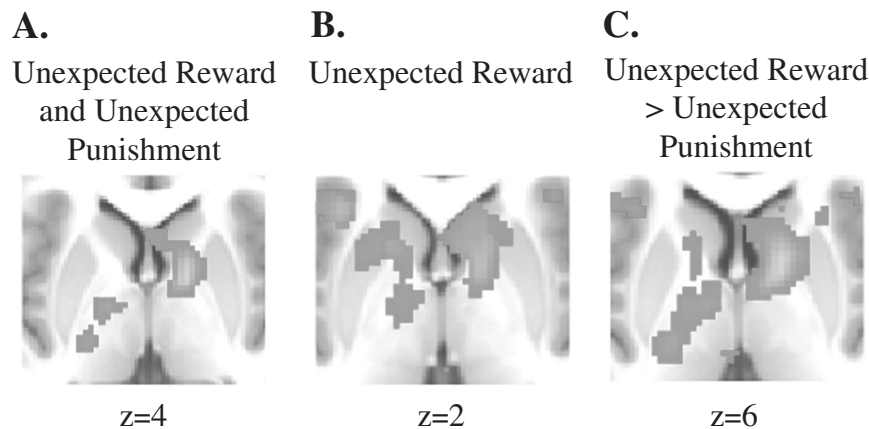 A.
Unexpected Reward
and Unexpected
Punishment
z=4
B.
Unexpected Reward
z=2
C.
Unexpected Reward
> Unexpected
Punishment
z=6